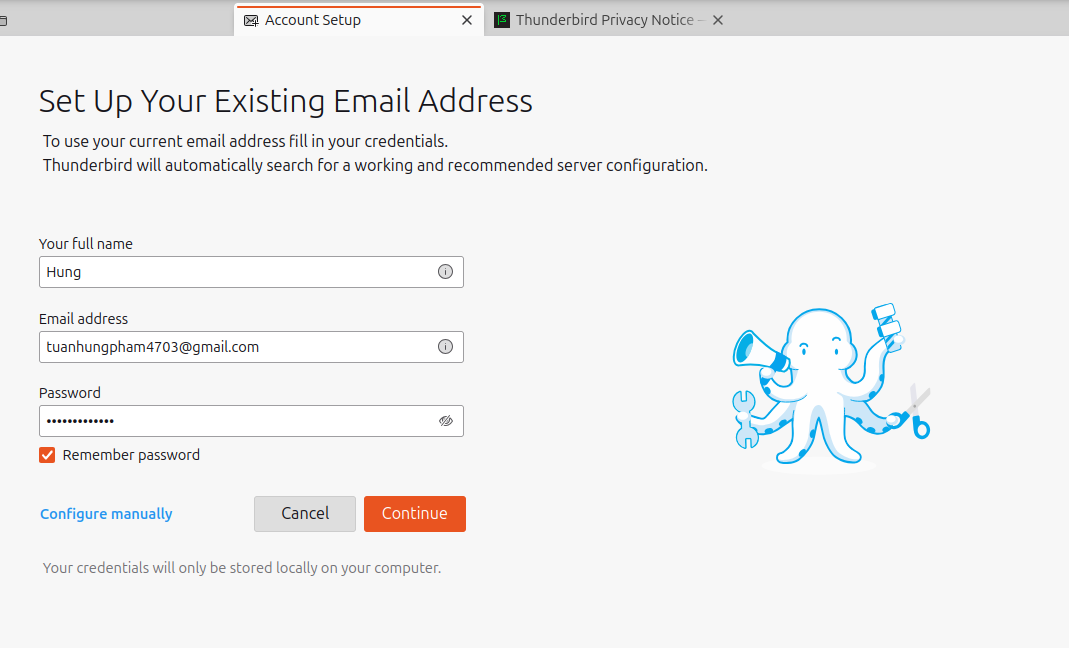 Account Setup
Thunderbird Privacy Notice –
Set Up Your Existing Email Address
To use your current email address fill in your credentials.
Thunderbird will automatically search for a working and recommended server configuration.
Your full name
Hung
Email address
tuanhungpham4703@gmail.com
Password
•••••••••••••
Remember password
Configure manually
Cancel
Continue
Your credentials will only be stored locally on your computer.